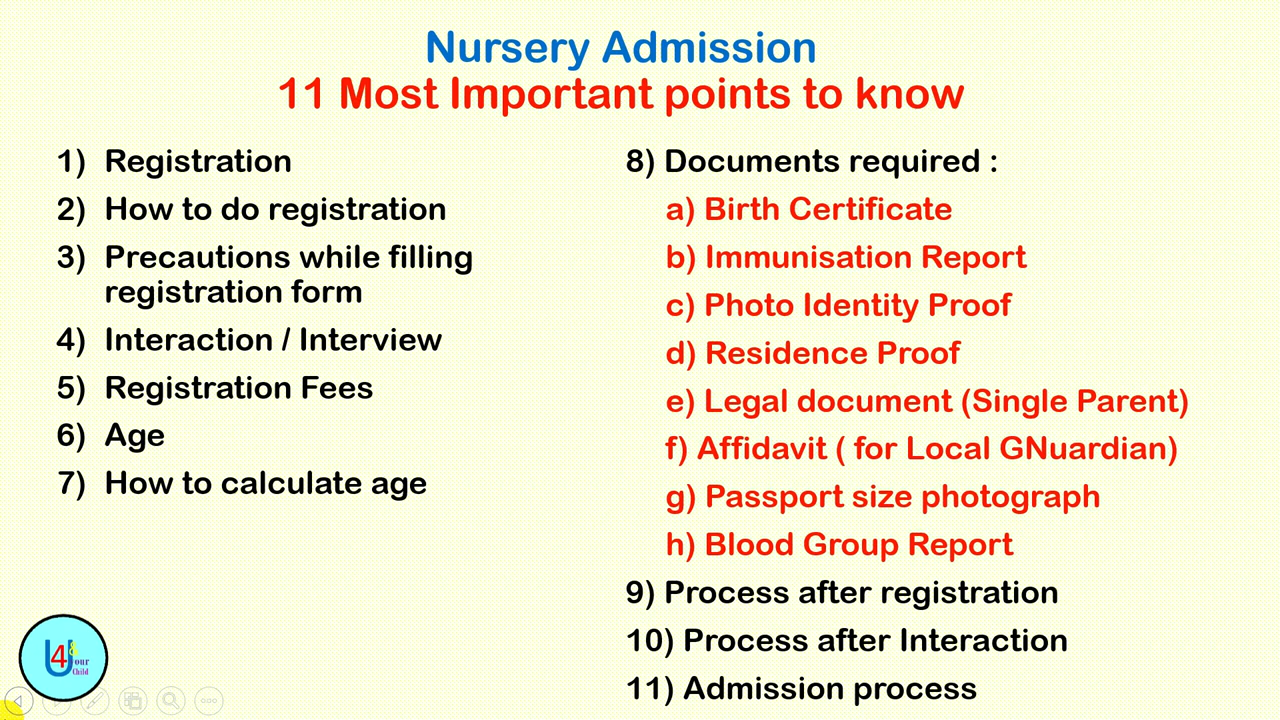 Nursery Admission
11 Most Important points to know
1) Registration
2) How to do registration
3) Precautions while filling
registration form
4) Interaction / Interview
5) Registration Fees
6) Age
7) How to calculate age
8) Documents required :
a) Birth Certificate
b) Immunisation Report
c) Photo Identity Proof
d) Residence Proof
e) Legal document (Single Parent)
f) Affidavit ( for Local GNuardian)
g) Passport size photograph
h) Blood Group Report
9) Process after registration
10) Process after Interaction
11) Admission process
U 4 & Your
Child